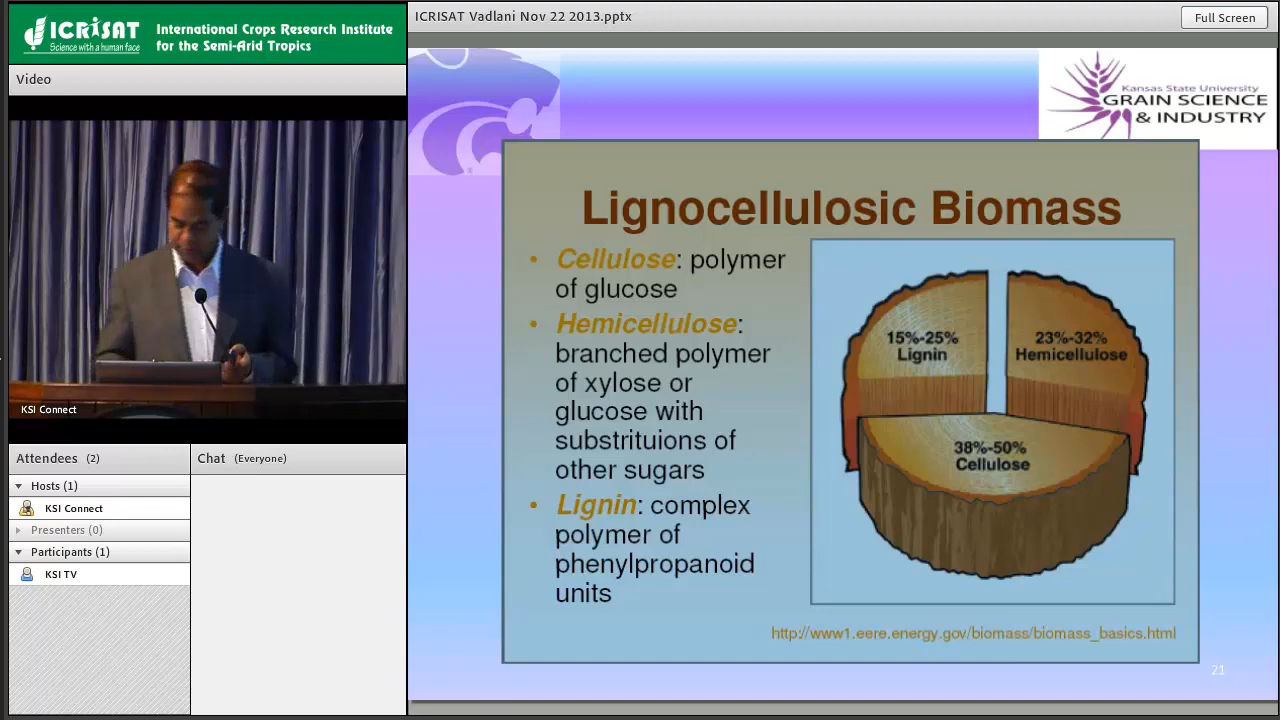 ICRISAT
Science with a human face
International Crops Research Institute
for the Semi-Arid Tropics
Video
KSI Connect
Attendees (2)
Hosts (1)
KSI Connect
Presenters (0)
Participants (1)
KSI TV
Chat (Everyone)
ICRISAT Vadlani Nov 22 2013.pptx
Full Screen
Kansas State University
GRAIN SCIENCE
& INDUSTRY
Lignocellulosic Biomass
• Cellulose: polymer
of glucose
• Hemicellulose:
branched polymer
of xylose or
glucose with
substrituions of
other sugars
• Lignin: complex
polymer of
phenylpropanoid
units
15%-25%
Lignin
23%-32%
Hemicellulose
38%-50%
Cellulose
http://www1.eere.energy.gov/biomass/biomass_basics.html
21